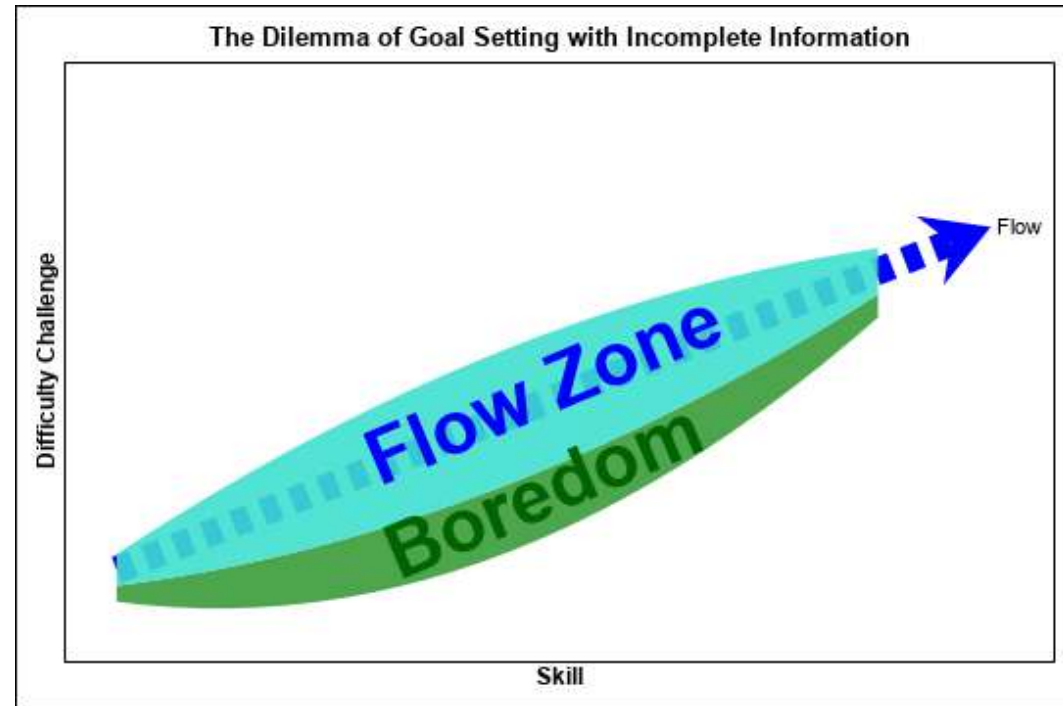 The Dilemma of Goal Setting with Incomplete Information
Flow
Flow Zone
Boredom
Difficulty Challenge
Skill